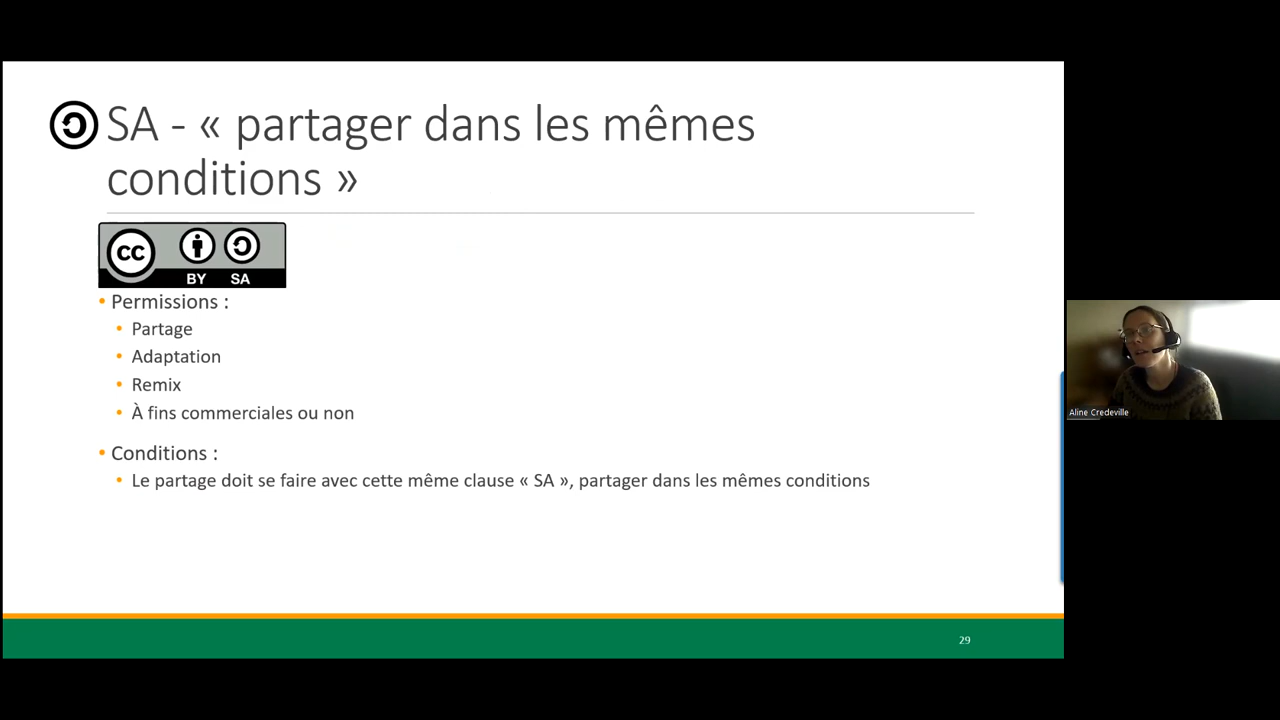 SA - « partager dans les mêmes
conditions »
cc
BY SA
• Permissions :
• Partage
• Adaptation
• Remix
• À fins commerciales ou non
• Conditions :
• Le partage doit se faire avec cette même clause « SA », partager dans les mêmes conditions
Aline Credeville
29